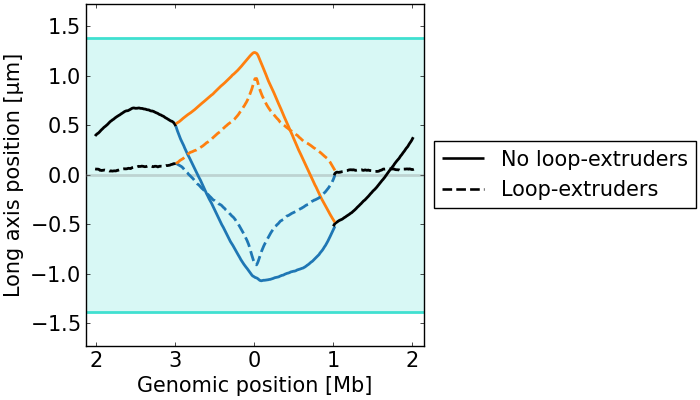 1.5
1.0
0.5
0.0
−0.5
−1.0
−1.5
Long axis position [μm]
2 3 0 1 2
Genomic position [Mb]
No loop-extruders
Loop-extruders